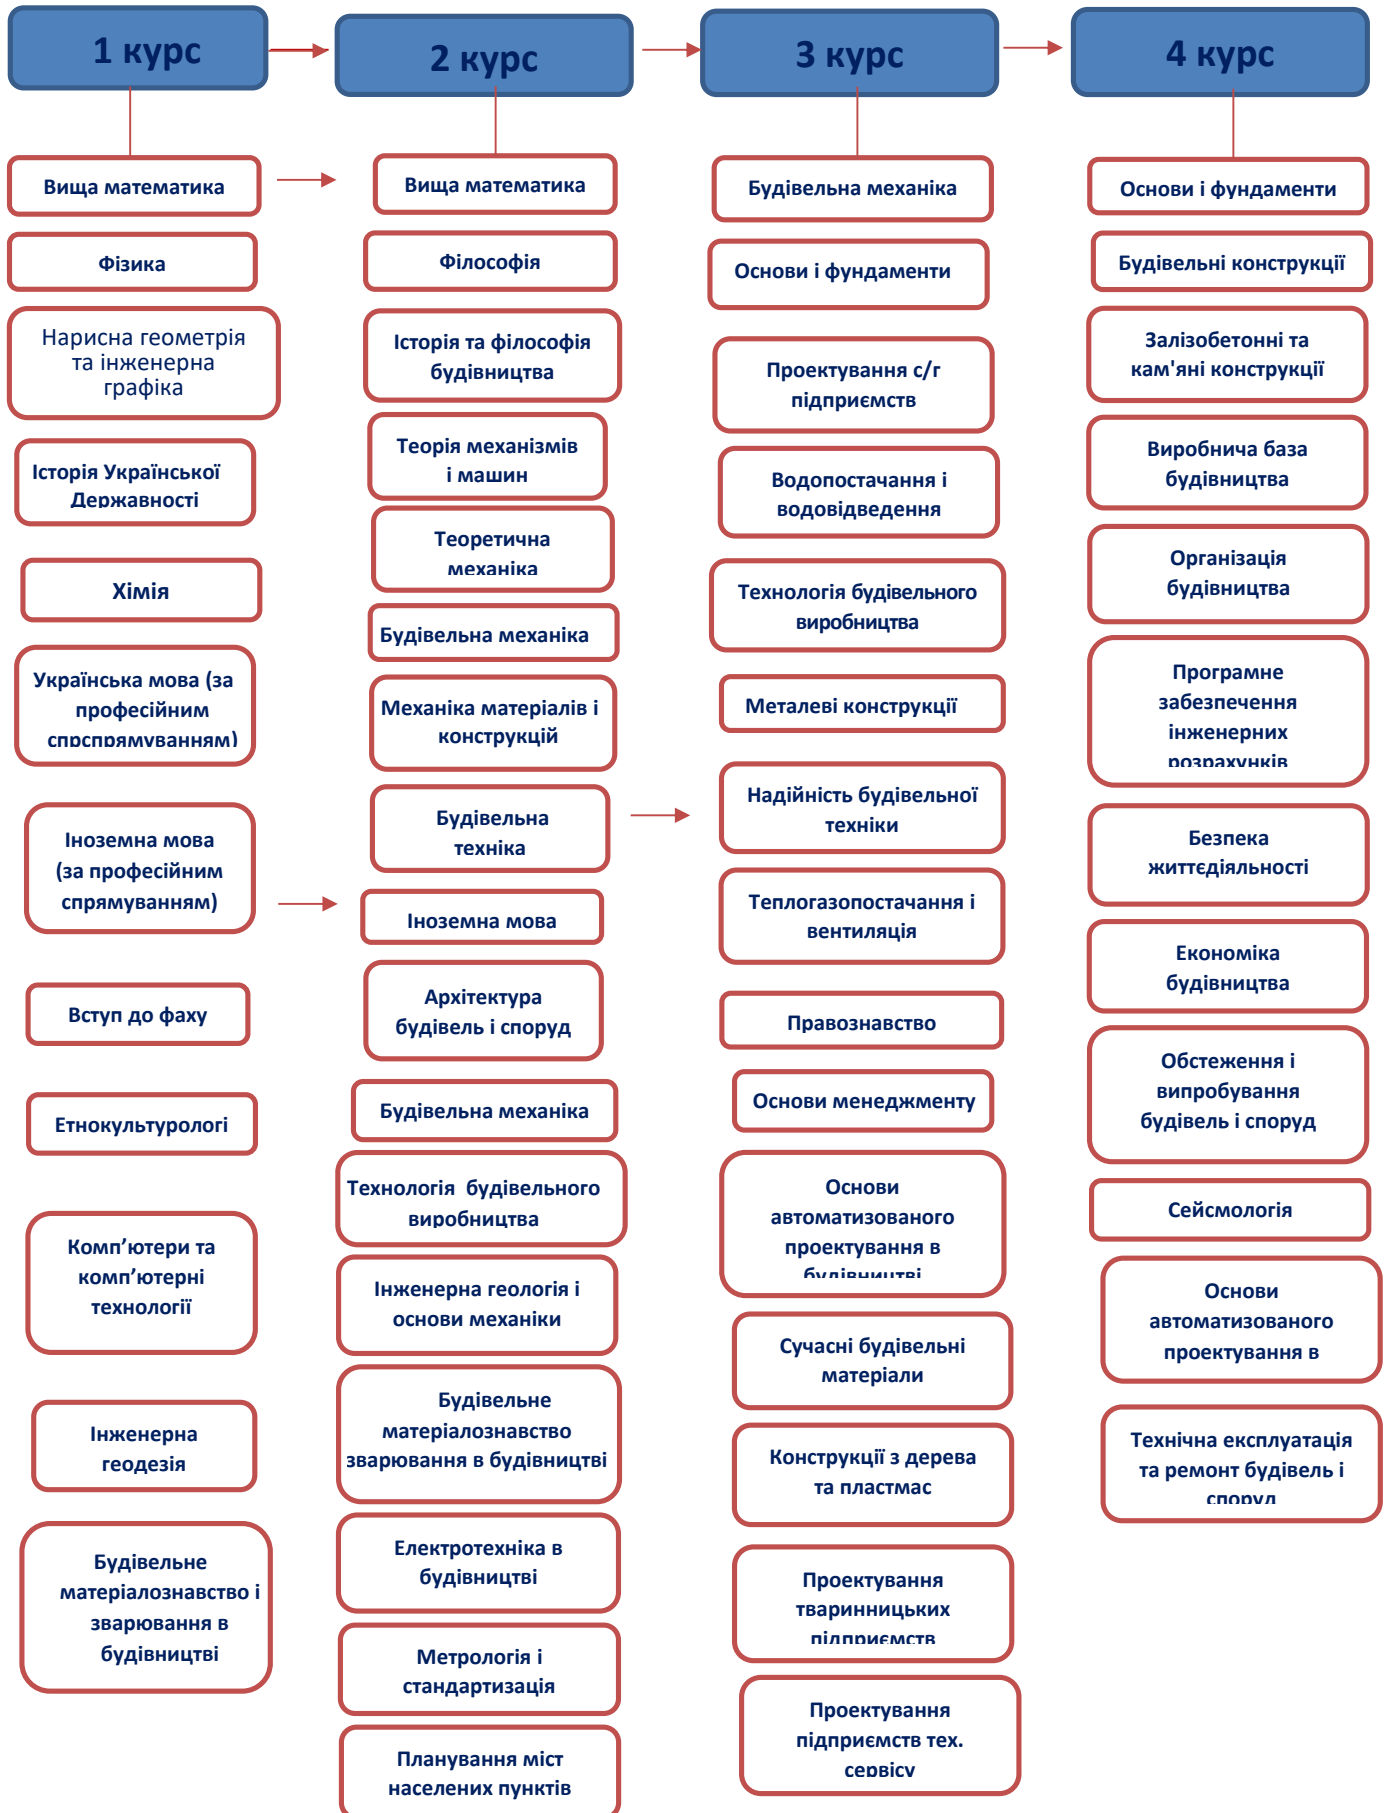 1 курс
2 курс
3 курс
4 курс
Вища математика
Фізика
Нарисна геометрія
та інженерна
графіка
Історія Української
Державності
Хімія
Українська мова (за
професійним
спрспрямуванням)
Іноземна мова
(за професійним
спрямуванням)
Вступ до фаху
Етнокультурологі
Комп’ютери та
комп’ютерні
технології
Інженерна
геодезія
Будівельне
матеріалознавство і
зварювання в
будівництві
Вища математика
Філософія
Історія та філософія
будівництва
Теорія механізмів
і машин
Теоретична
механіка
Будівельна механіка
Механіка матеріалів і
конструкцій
Будівельна
техніка
Іноземна мова
Архітектура
будівель і споруд
Будівельна механіка
Технологія будівельного
виробництва
Інженерна геологія і
основи механіки
Будівельне
матеріалознавство
зварювання в будівництві
Електротехніка в
будівництві
Метрологія і
стандартизація
Планування міст
населених пунктів
Будівельна механіка
Основи і фундаменти
Проектування с/г
підприємств
Водопостачання і
водовідведення
Технологія будівельного
виробництва
Металеві конструкції
Надійність будівельної
техніки
Теплогазопостачання і
вентиляція
Правознавство
Основи менеджменту
Основи
автоматизованого
проектування в
будівництві
Сучасні будівельні
матеріали
Конструкції з дерева
та пластмас
Проектування
тваринницьких
підприємств
Проектування
підприємств тех.
сервісу
Основи і фундаменти
Будівельні конструкції
Залізобетонні та
кам'яні конструкції
Виробнича база
будівництва
Організація
будівництва
Програмне
забезпечення
інженерних
розрахунків
Безпека
життєдіяльності
Економіка
будівництва
Обстеження і
випробування
будівель і споруд
Сейсмологія
Основи
автоматизованого
проектування в
Технічна експлуатація
та ремонт будівель і
споруд